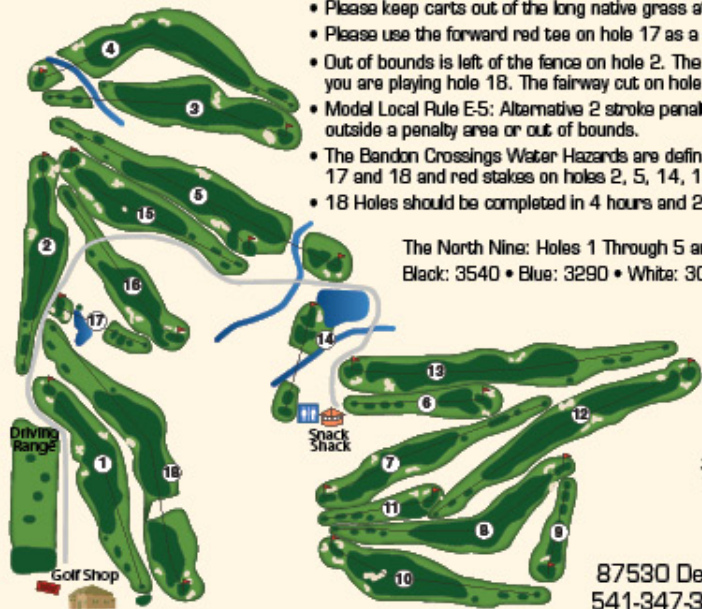 • Please keep carts out of the long native grass a
• Please use the forward red tee on hole 17 as a
• Out of bounds is left of the fence on hole 2. The
you are playing hole 18. The fairway cut on hole
• Model Local Rule E-5: Alternative 2 stroke penal
outside a penalty area or out of bounds.
• The Bandon Crossings Water Hazards are defin
17 and 18 and red stakes on holes 2, 5, 14, 1
• 18 Holes should be completed in 4 hours and 2
The North Nine: Holes 1 Through 5 a
Black: 3540 • Blue: 3290 • White: 30
4
3
5
15
2
16
17
14
13
6
12
Snack
Shack
7
11
8
9
10
1
18
Driving
Range
Golf Shop
87530 De
541-347-3